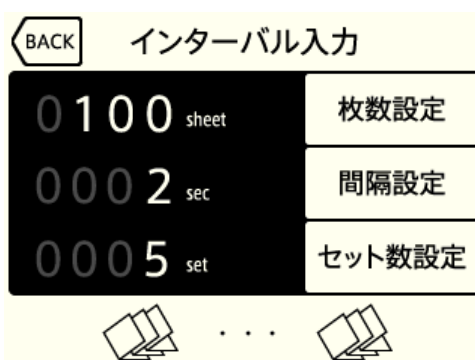 BACK インターバル入力
0100 sheet 枚数設定
0002 sec 間隔設定
0005 set セット数設定
· · ·